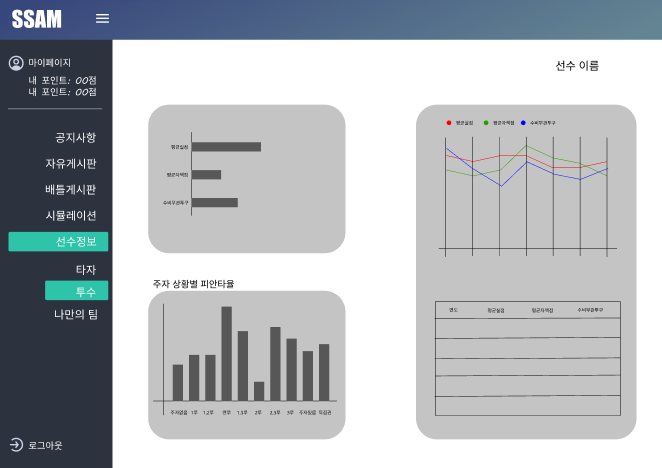 SSAM
마이페이지
내 포인트: 00점
내 포인트: 00점
공지사항
자유게시판
배틀게시판
시뮬레이션
선수정보
타자
투수
나만의 팀
로그아웃
선수 이름
평균실점
평균자책점
수비무관투구
주자 상황별 피안타율
주자없음 1루 1,2루 만루 1,3루 2루 2,3루 3루 주자있음 득점권
평균실점 평균자책점 수비무관투구
연도 평균실점 평균자책점 수비무관투구